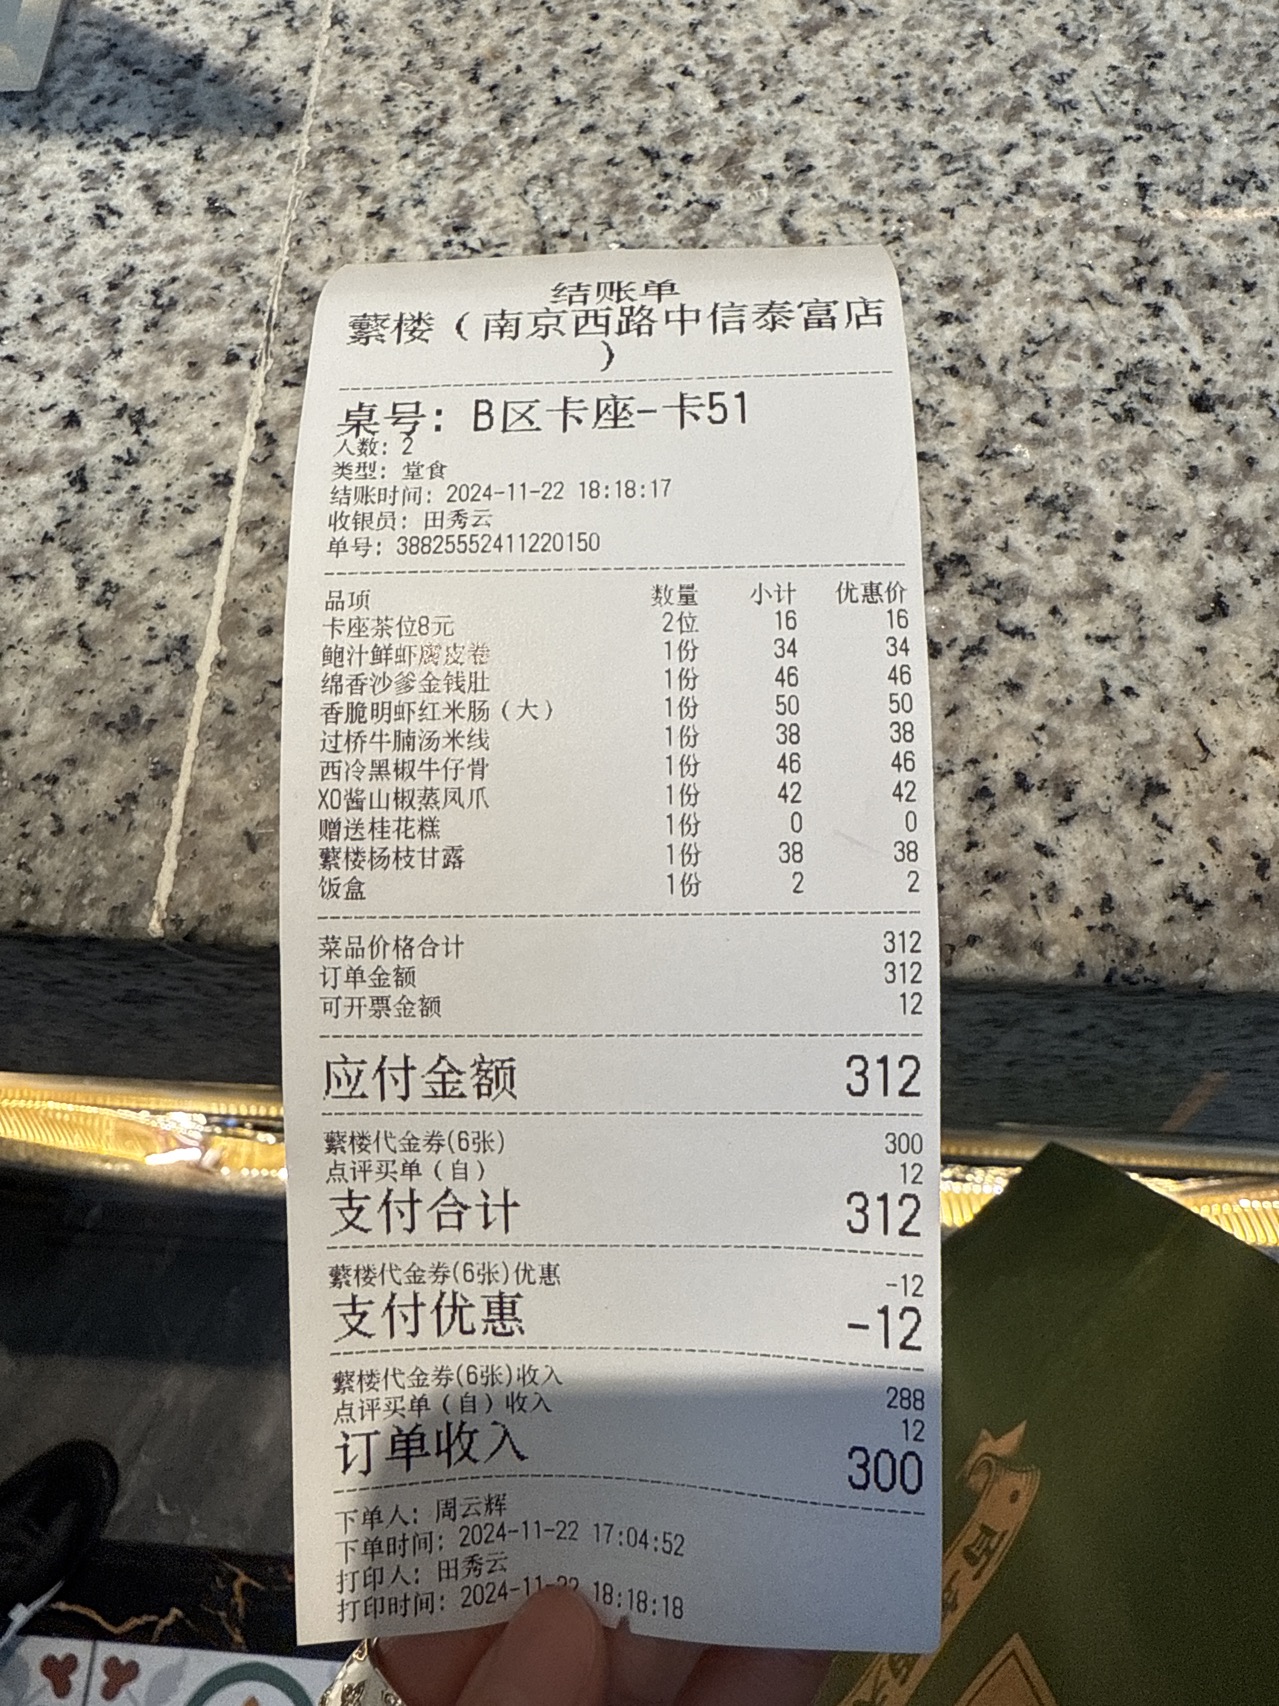 结账单
蘩楼（南京西路中信泰富店
）
桌号：B区卡座-卡51
人数：2
类型：堂食
结账时间：2024-11-22 18:18:17
收银员：田秀云
单号：38825552411220150
品项 数量 小计 优惠价
卡座茶位8元 2位 16 16
鲍汁鲜虾腐皮卷 1份 34 34
绵香沙爹金钱肚 1份 46 46
香脆明虾红米肠（大） 1份 50 50
过桥牛腩汤米线 1份 38 38
西冷黑椒牛仔骨 1份 46 46
XO酱山椒蒸凤爪 1份 42 42
赠送桂花糕 1份 0 0
蘩楼杨枝甘露 1份 38 38
饭盒 1份 2 2
菜品价格合计 312
订单金额 312
可开票金额 12
应付金额 312
蘩楼代金券(6张) 300
点评买单（自） 12
支付合计 312
蘩楼代金券(6张)优惠 -12
支付优惠 -12
蘩楼代金券(6张)收入 288
点评买单（自）收入 12
订单收入 300
下单人：周云辉
下单时间：2024-11-22 17:04:52
打印人：田秀云
打印时间：2024-11-22 18:18:18